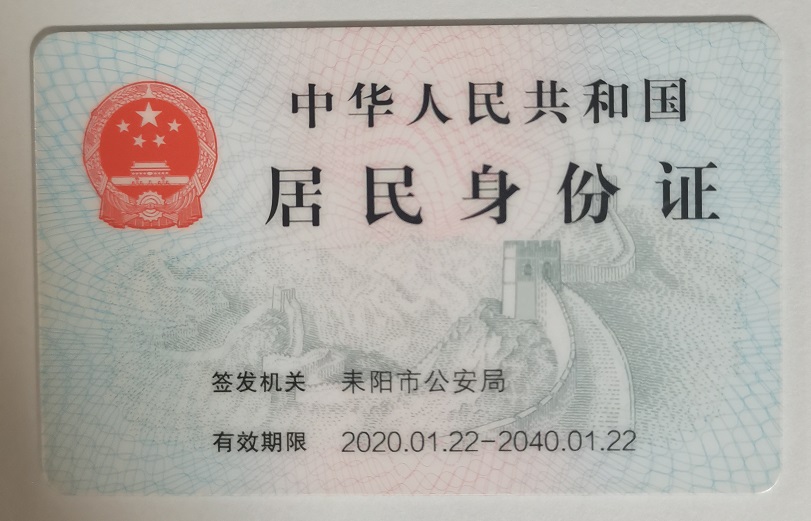 中华人民共和国
居民身份证
签发机关 耒阳市公安局
有效期限 2020.01.22-2040.01.22